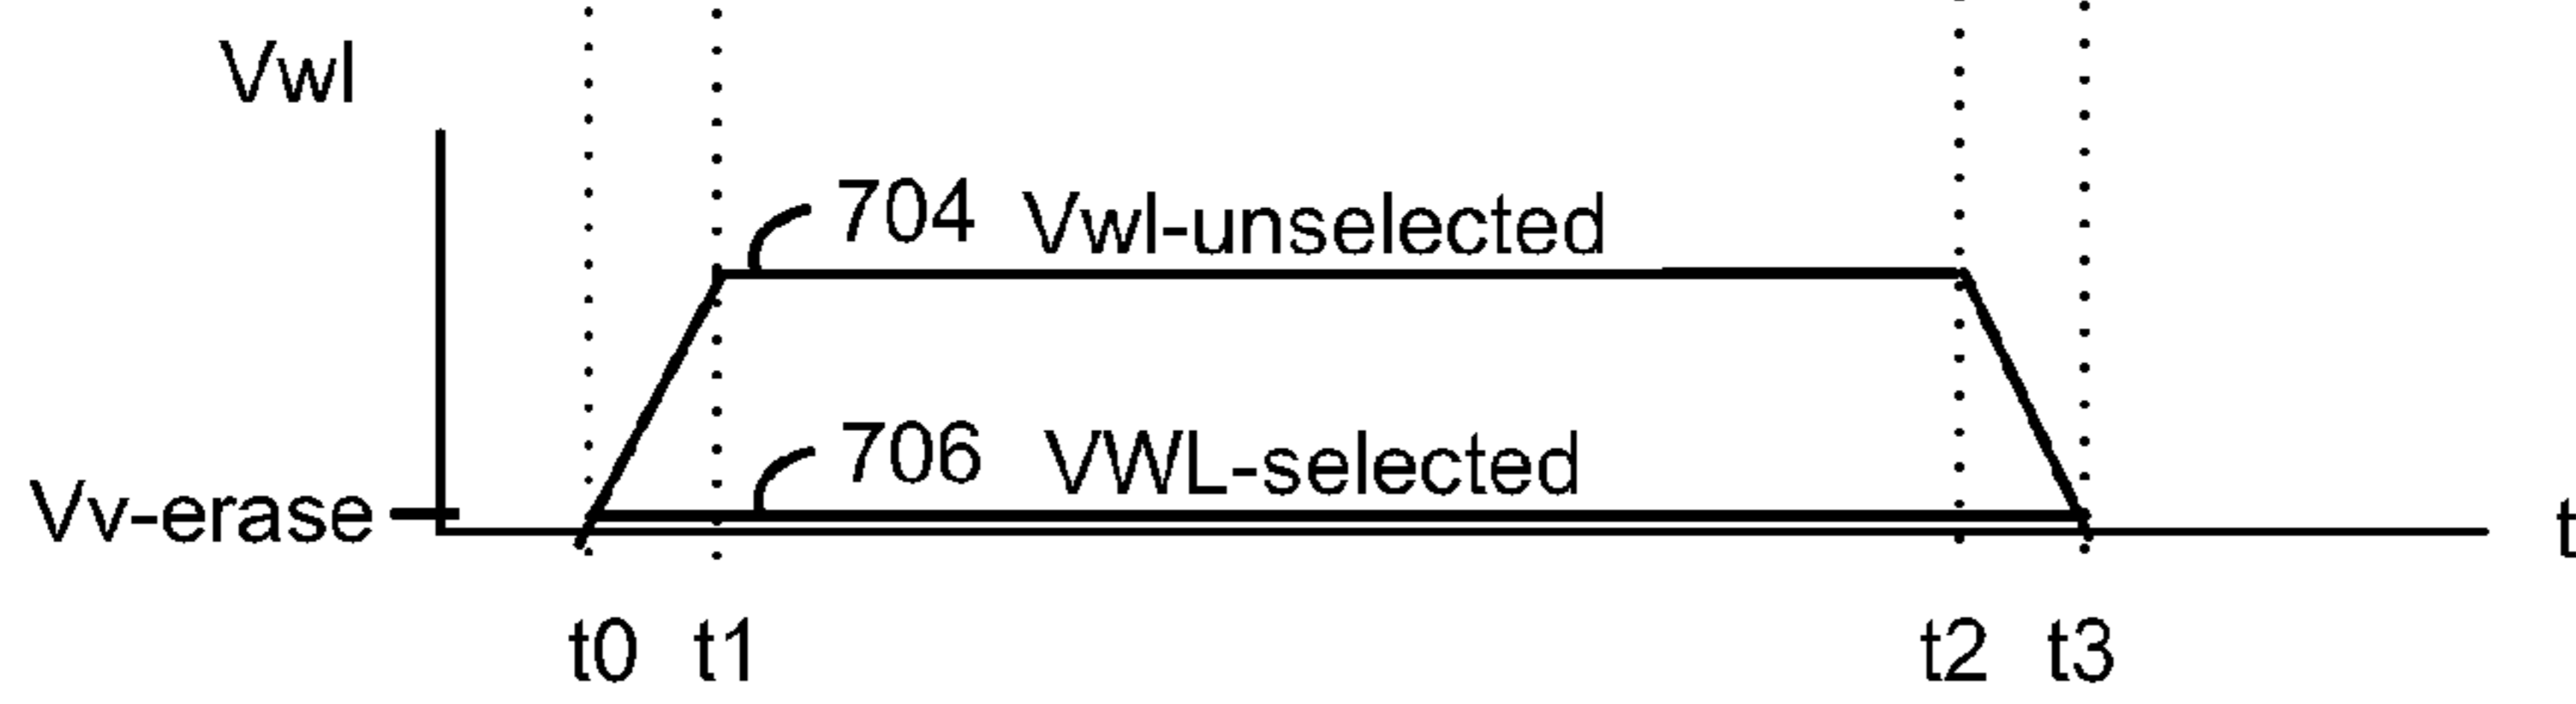 Vwl
704 Vwl-unselected
706 VWL-selected
Vv-erase
t
t0 t1 t2 t3